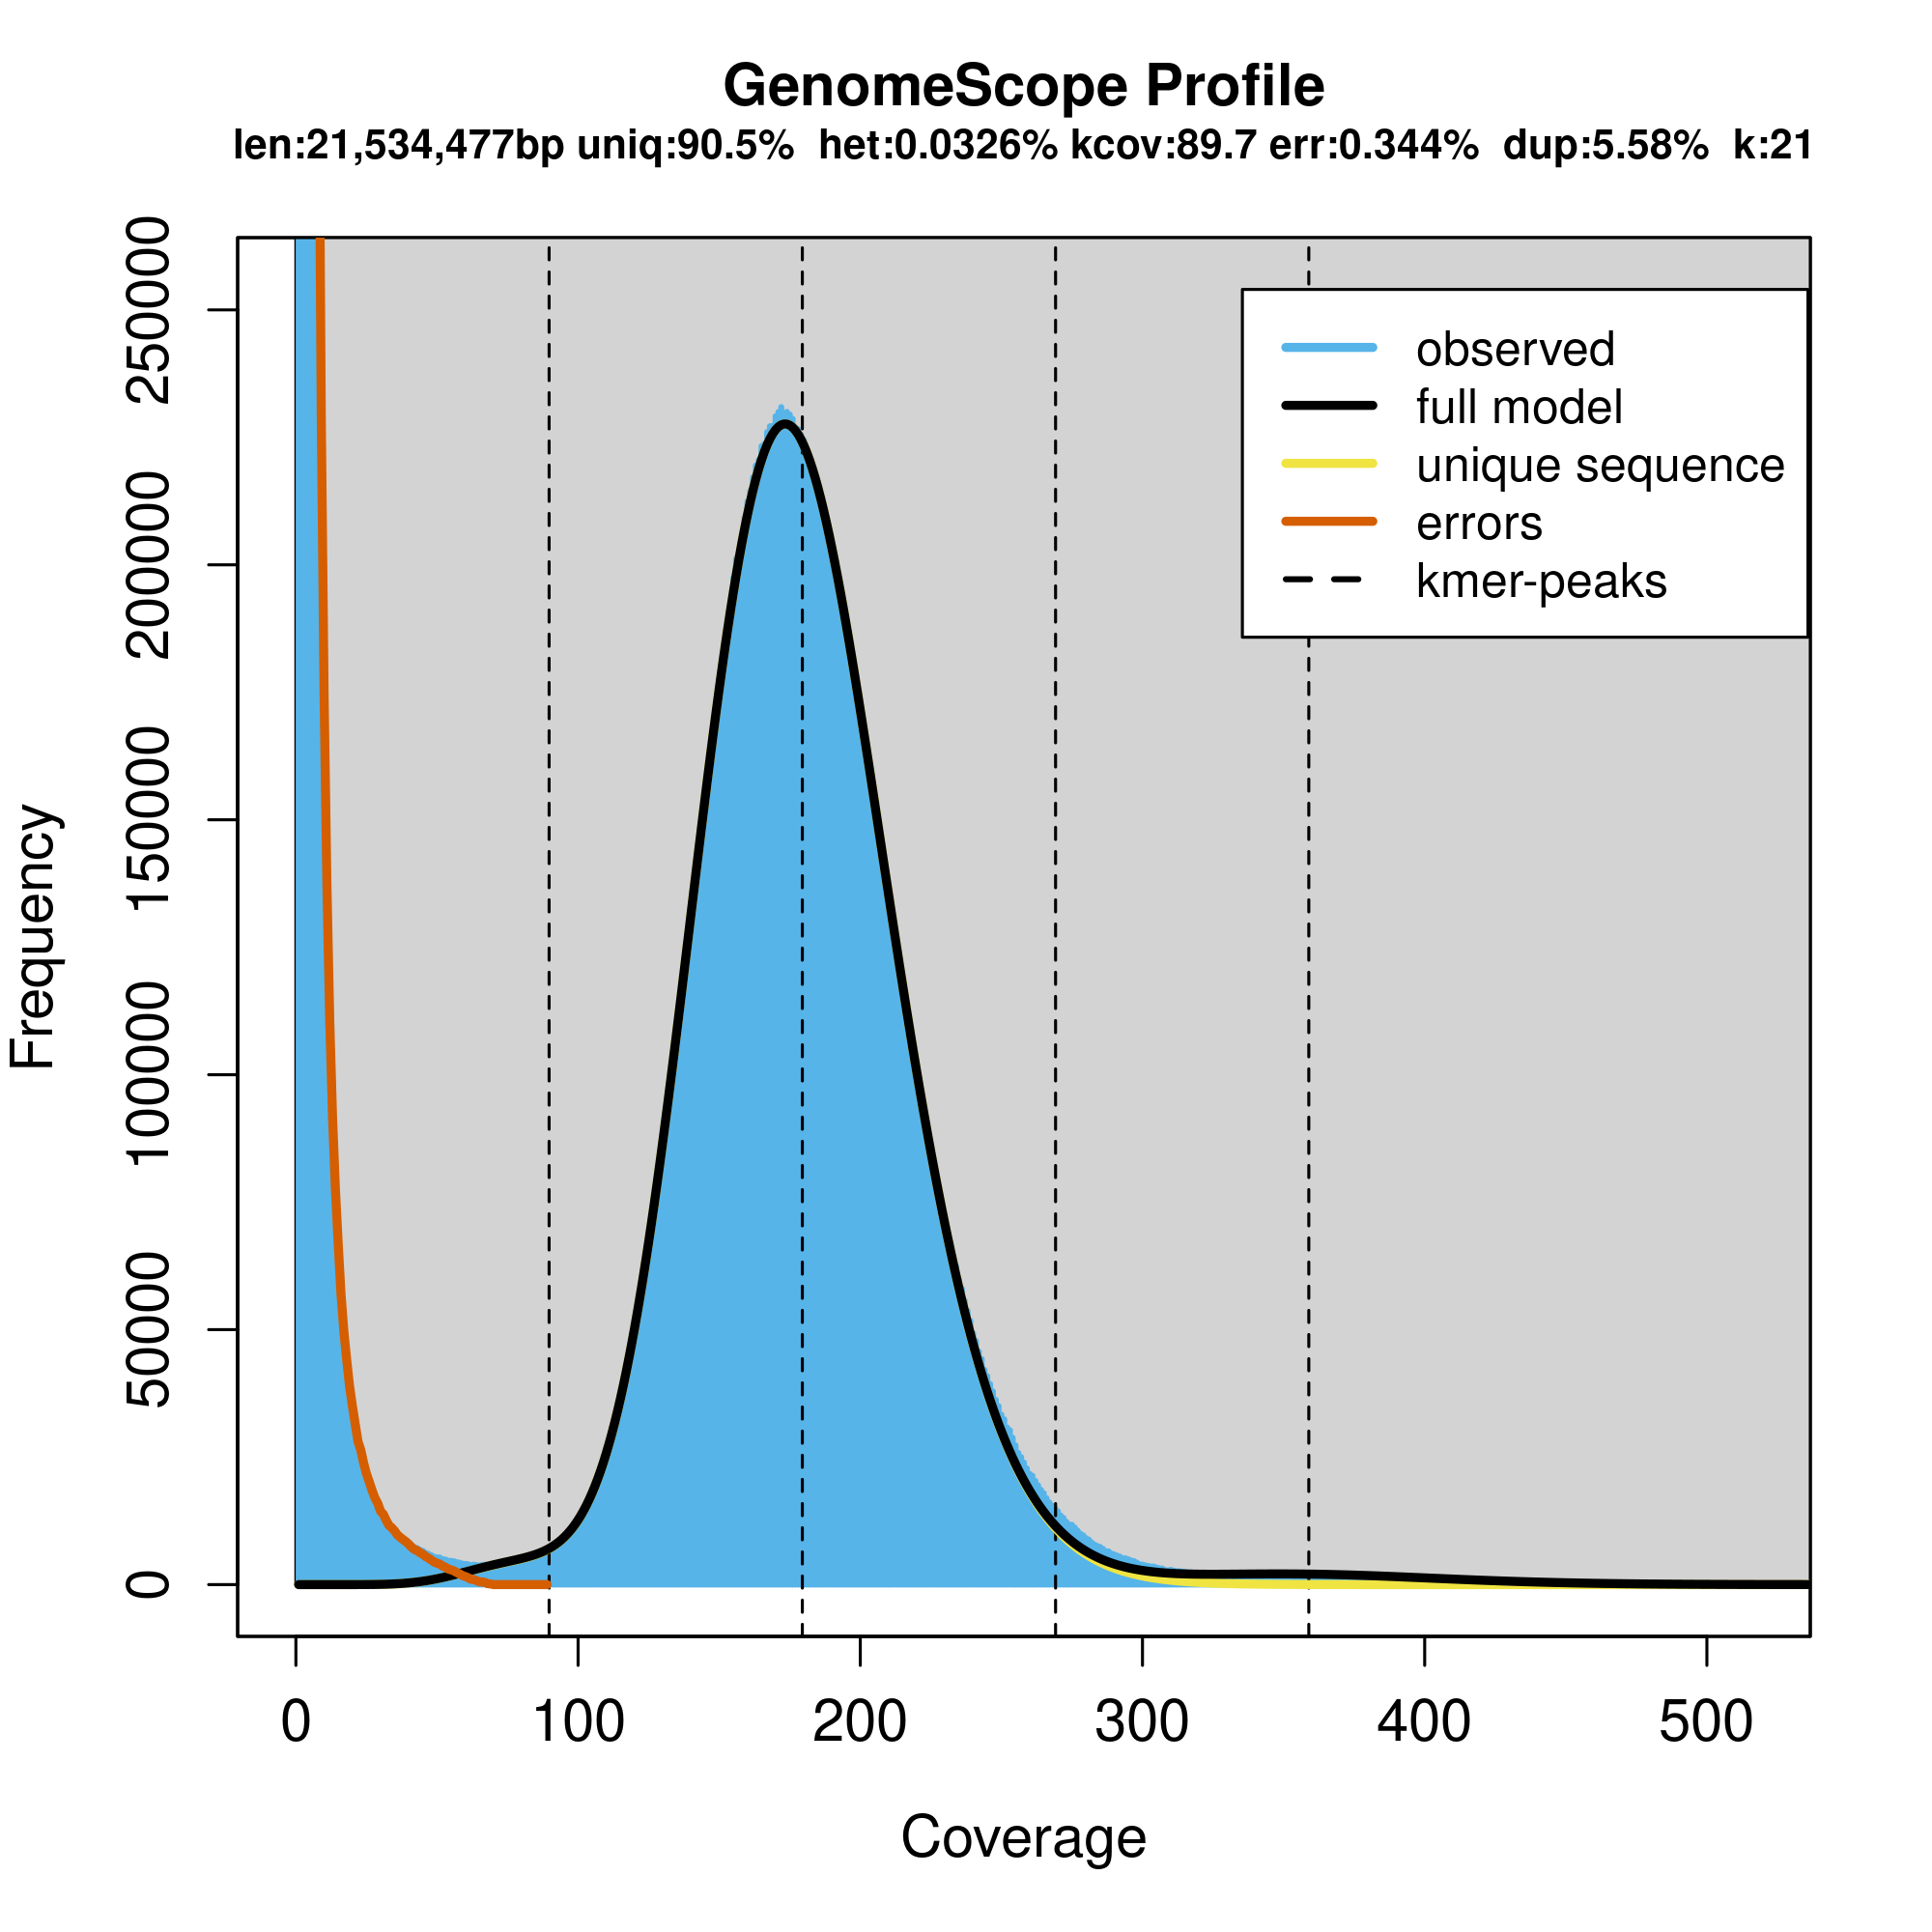 GenomeScope Profile
len:21,534,477bp uniq:90.5% het:0.0326% kcov:89.7 err:0.344% dup:5.58% k:21
250000
200000
150000
100000
50000
0
Frequency
observed
full model
unique sequence
errors
kmer-peaks
0 100 200 300 400 500
Coverage